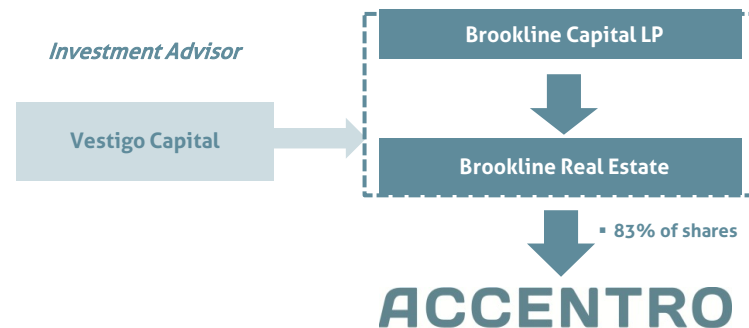 Brookline Capital LP
Investment Advisor
Vestigo Capital
Brookline Real Estate
▪ 83% of shares
ACCENTRO